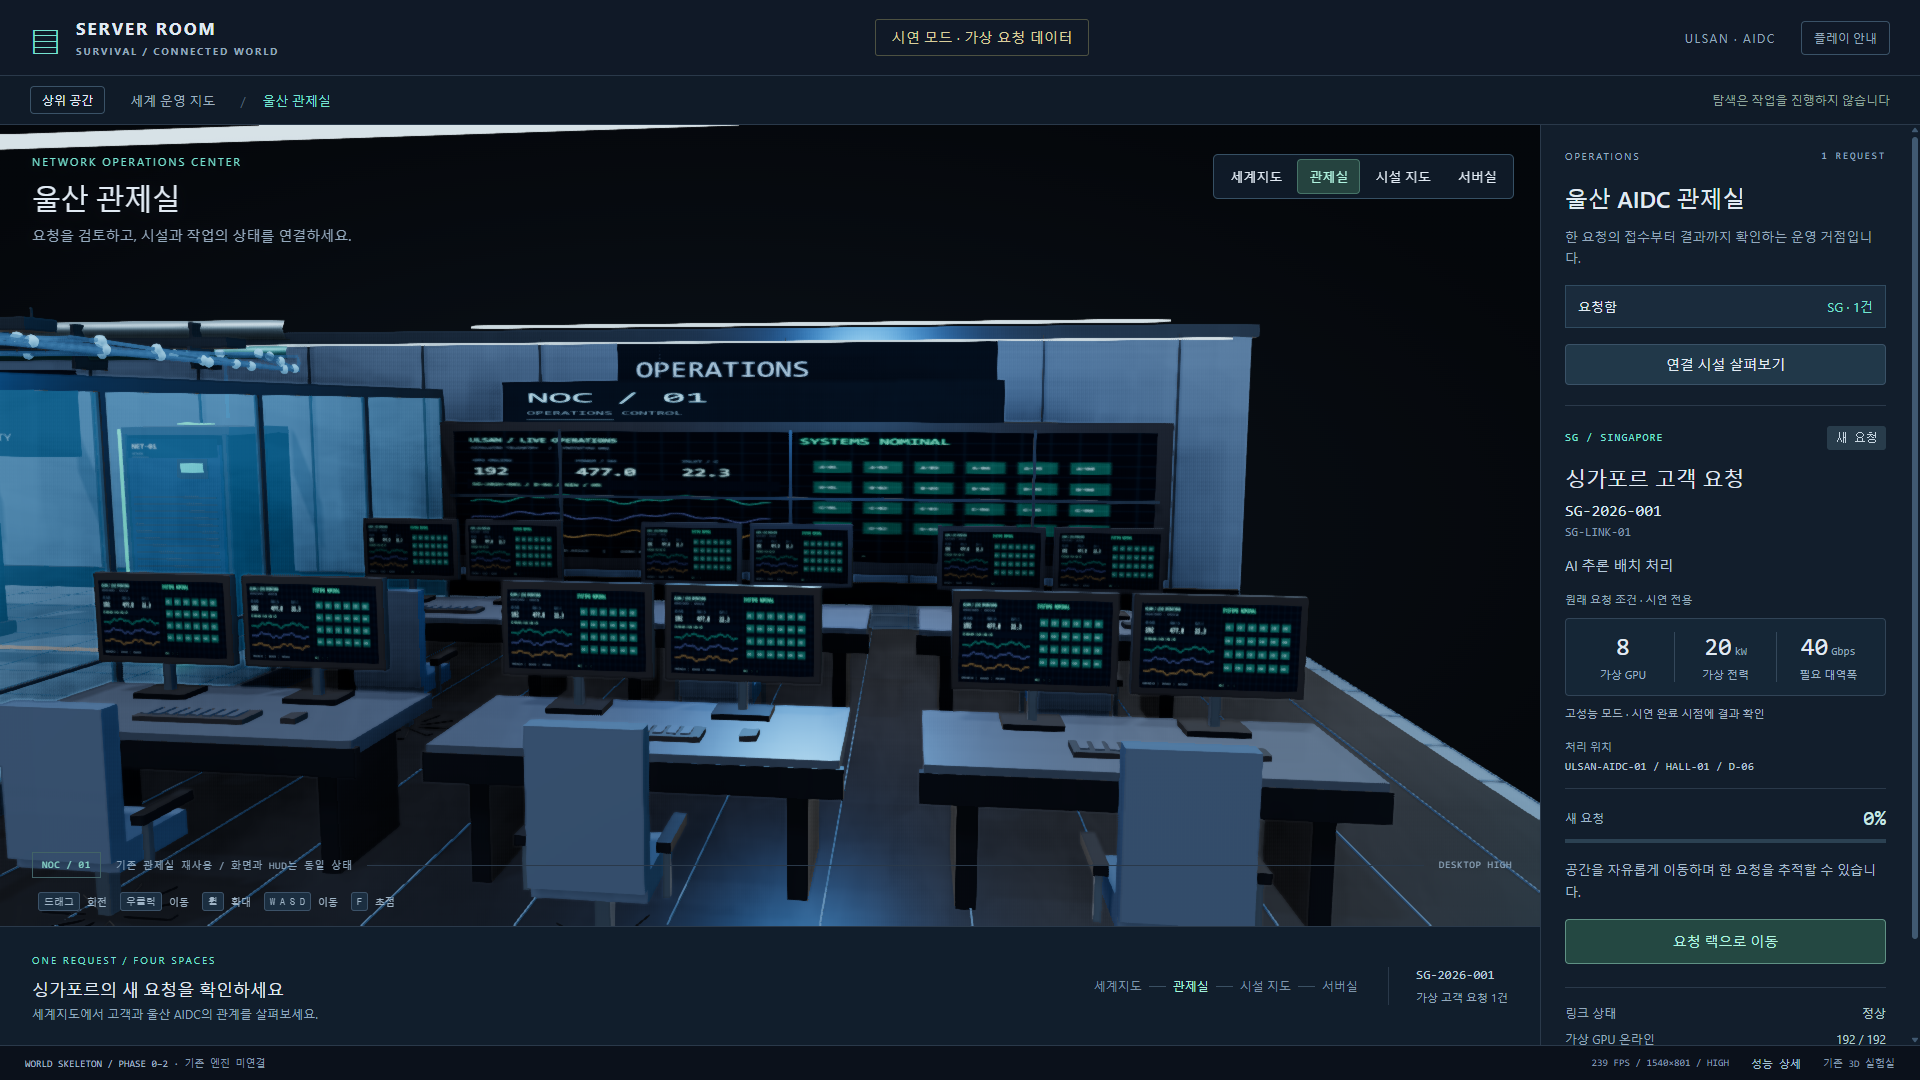 SERVER ROOM
SURVIVAL / CONNECTED WORLD
시연 모드 · 가상 요청 데이터
ULSAN · AIDC
플레이 안내
상위 공간
세계 운영 지도
/
울산 관제실
탐색은 작업을 진행하지 않습니다
NETWORK OPERATIONS CENTER
울산 관제실
요청을 검토하고, 시설과 작업의 상태를 연결하세요.
세계지도
관제실
시설 지도
서버실
OPERATIONS
NOC / 01
OPERATIONS CONTROL
ULSAN / LIVE OPERATIONS
192
477.0
22.3
SYSTEMS NOMINAL
NET-01
NOC / 01
기존 관제실 재사용 / 화면과 HUD는 동일 상태
DESKTOP HIGH
드래그 회전
우클릭 이동
휠 확대
W A S D 이동
F 초점
ONE REQUEST / FOUR SPACES
싱가포르의 새 요청을 확인하세요
세계지도에서 고객과 울산 AIDC의 관계를 살펴보세요.
세계지도 — 관제실 — 시설 지도 — 서버실
SG-2026-001
가상 고객 요청 1건
OPERATIONS
1 REQUEST
울산 AIDC 관제실
한 요청의 접수부터 결과까지 확인하는 운영 거점입니
다.
요청함
SG · 1건
연결 시설 살펴보기
SG / SINGAPORE
새 요청
싱가포르 고객 요청
SG-2026-001
SG-LINK-01
AI 추론 배치 처리
원래 요청 조건 · 시연 전용
8
가상 GPU
20 kW
가상 전력
40 Gbps
필요 대역폭
고성능 모드 · 시연 완료 시점에 결과 확인
처리 위치
ULSAN-AIDC-01 / HALL-01 / D-06
새 요청
0%
공간을 자유롭게 이동하며 한 요청을 추적할 수 있습니
다.
요청 랙으로 이동
링크 상태
정상
가상 GPU 온라인
192 / 192
WORLD SKELETON / PHASE 0-2 · 기존 엔진 미연결
239 FPS / 1540×801 / HIGH
성능 상세
기존 3D 실험실